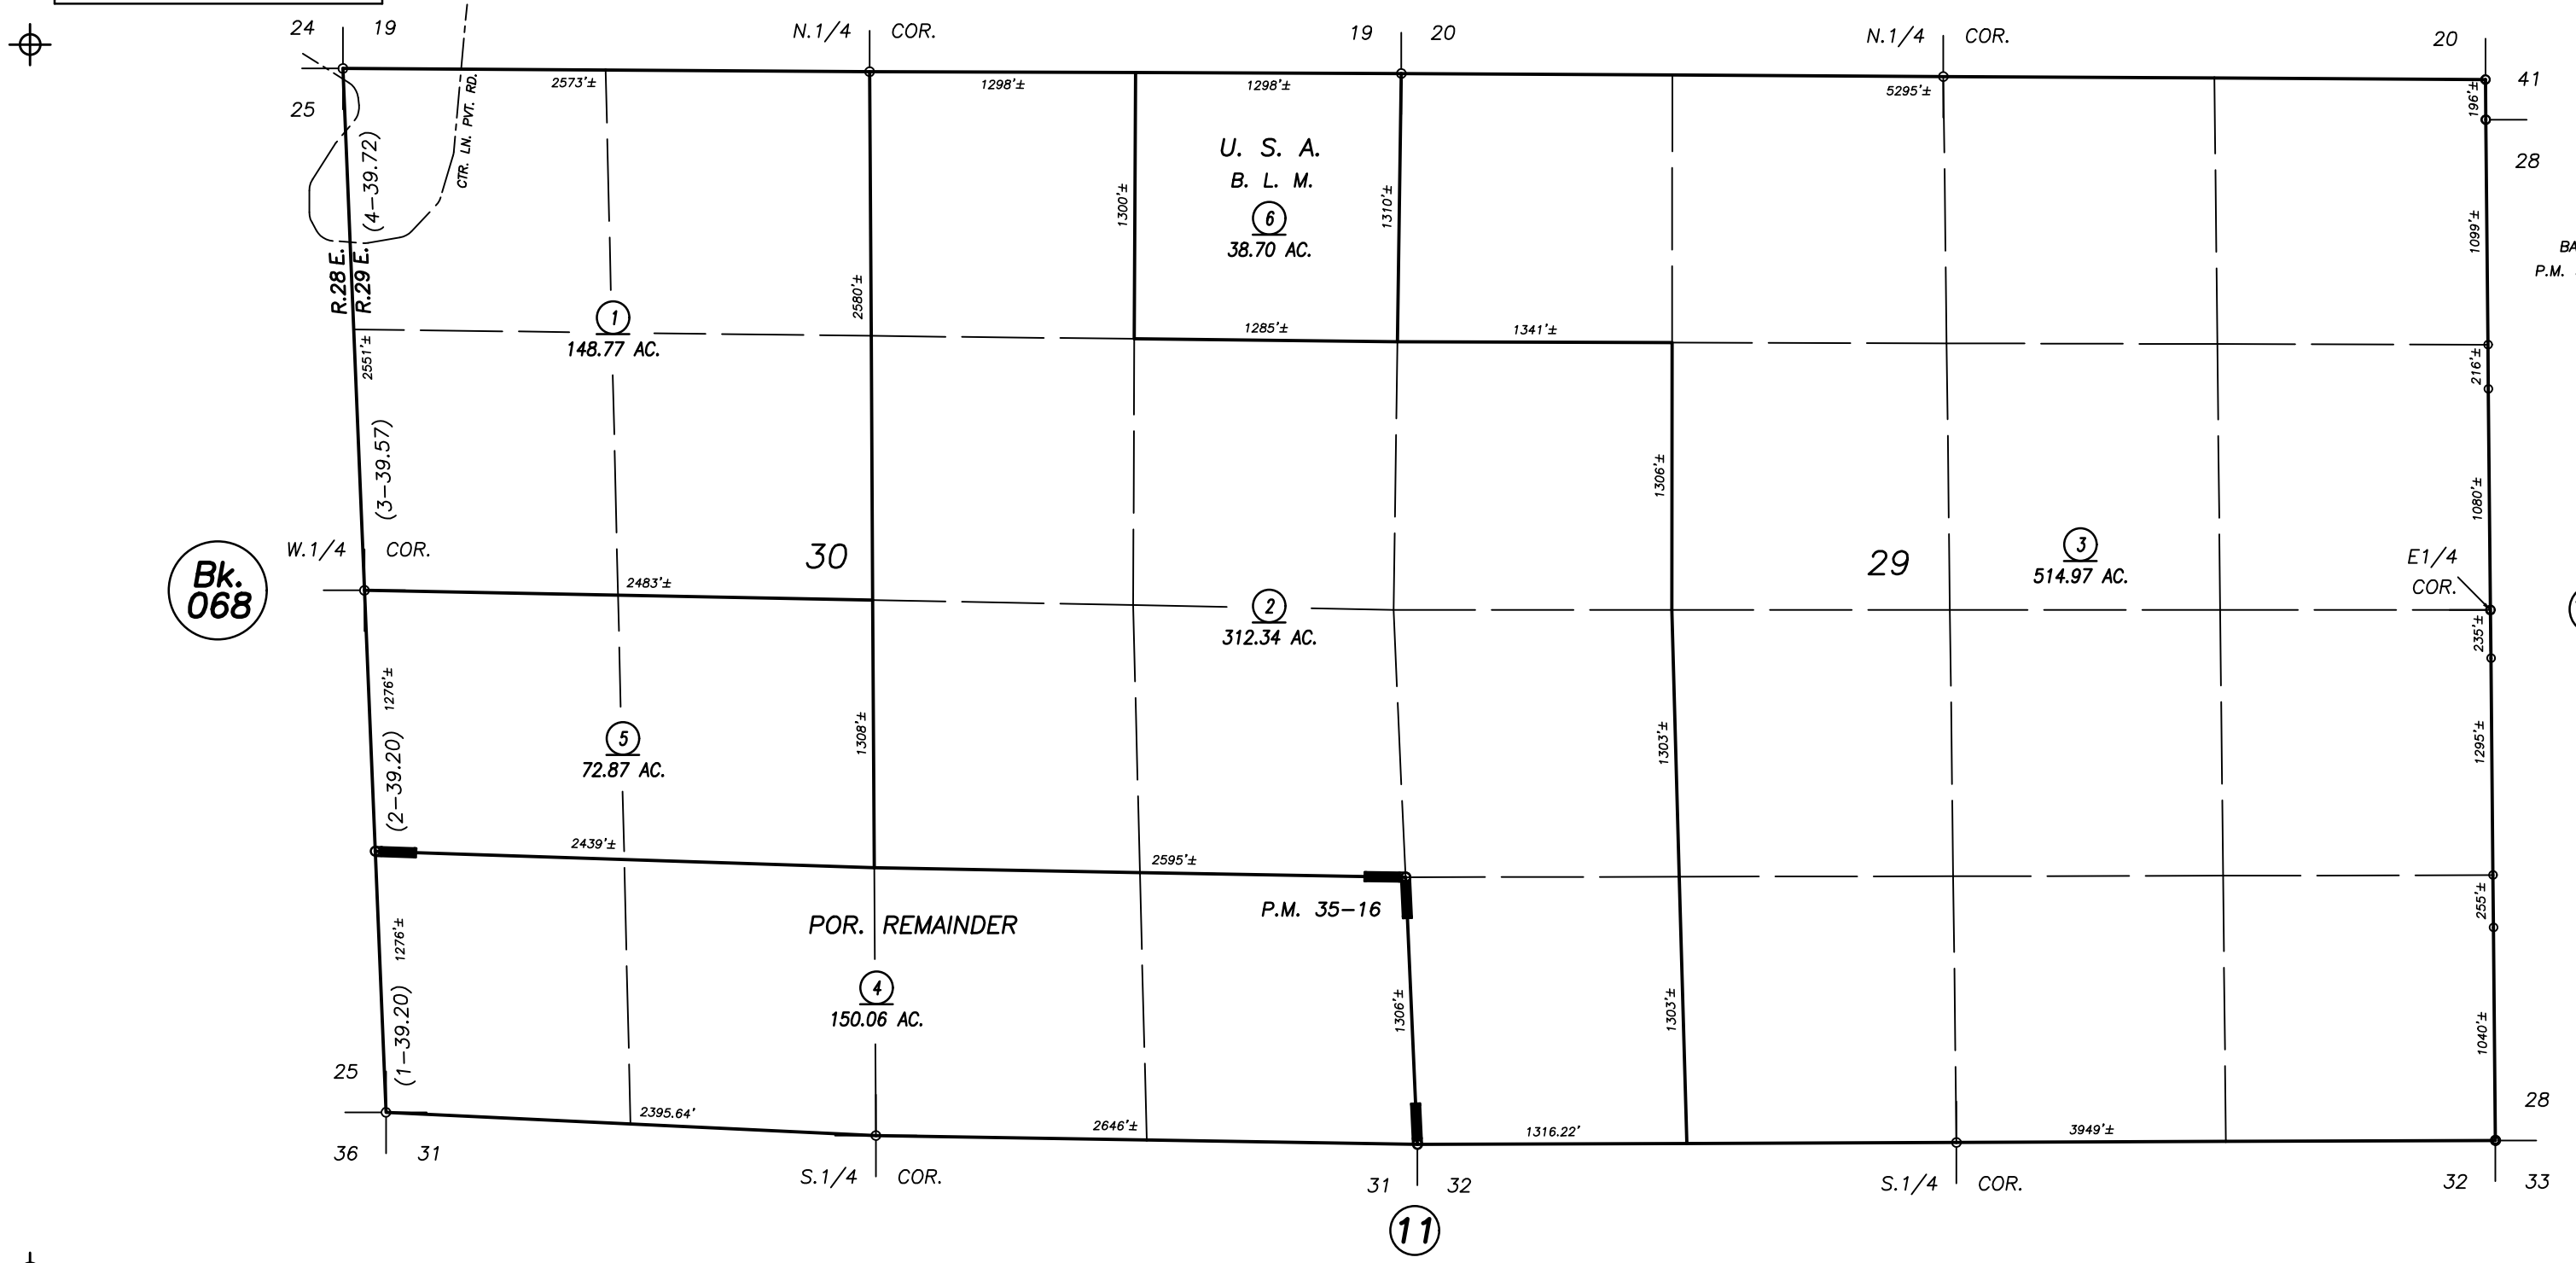 24 19 N.1/4 COR. 19 20 N.1/4 COR. 20
41
25
28
2573'± 1298'± 1298'± 5295'±
196'±
CTR. LN. PVT. RD.
(4-39.72)
R.28 E.
R.29 E.
U. S. A.
B. L. M.
6
38.70 AC.
1300'±
1310'±
1099'±
P.M.
2580'±
1
148.77 AC.
1285'±
1341'±
2551'±
216'±
(3-39.57)
1306'±
1080'±
W.1/4 COR.
30
29
3
514.97 AC.
E1/4
COR.
Bk.
068
2483'±
2
312.34 AC.
235'±
1276'±
5
72.87 AC.
1308'±
1303'±
1295'±
(2-39.20)
2439'±
2595'±
255'±
POR. REMAINDER
P.M. 35-16
1276'±
4
150.06 AC.
1306'±
1303'±
1040'±
(1-39.20)
25
28
2395.64'
2646'±
1316.22'
3949'±
36 31 S.1/4 COR. 31 32 S.1/4 COR. 32 33
11